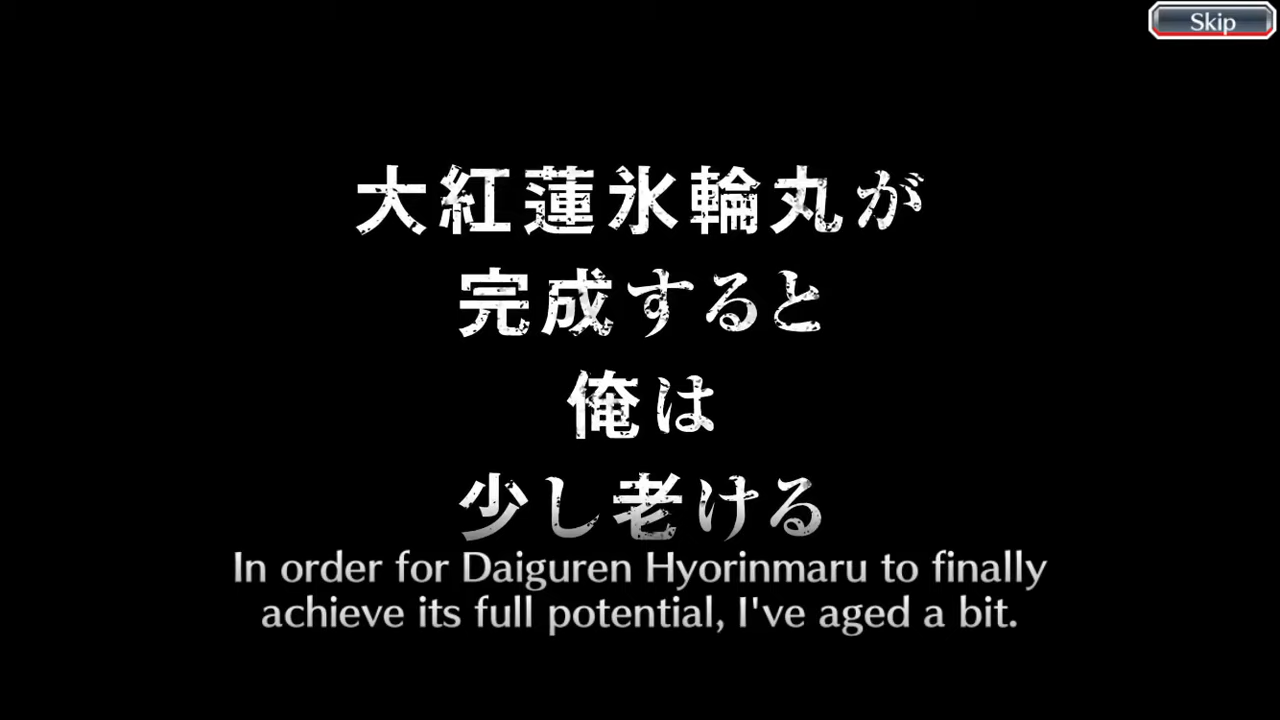 Skip
大紅蓮氷輪丸が
完成すると
俺は
少し老ける
In order for Daiguren Hyorinmaru to finally
achieve its full potential, I've aged a bit.